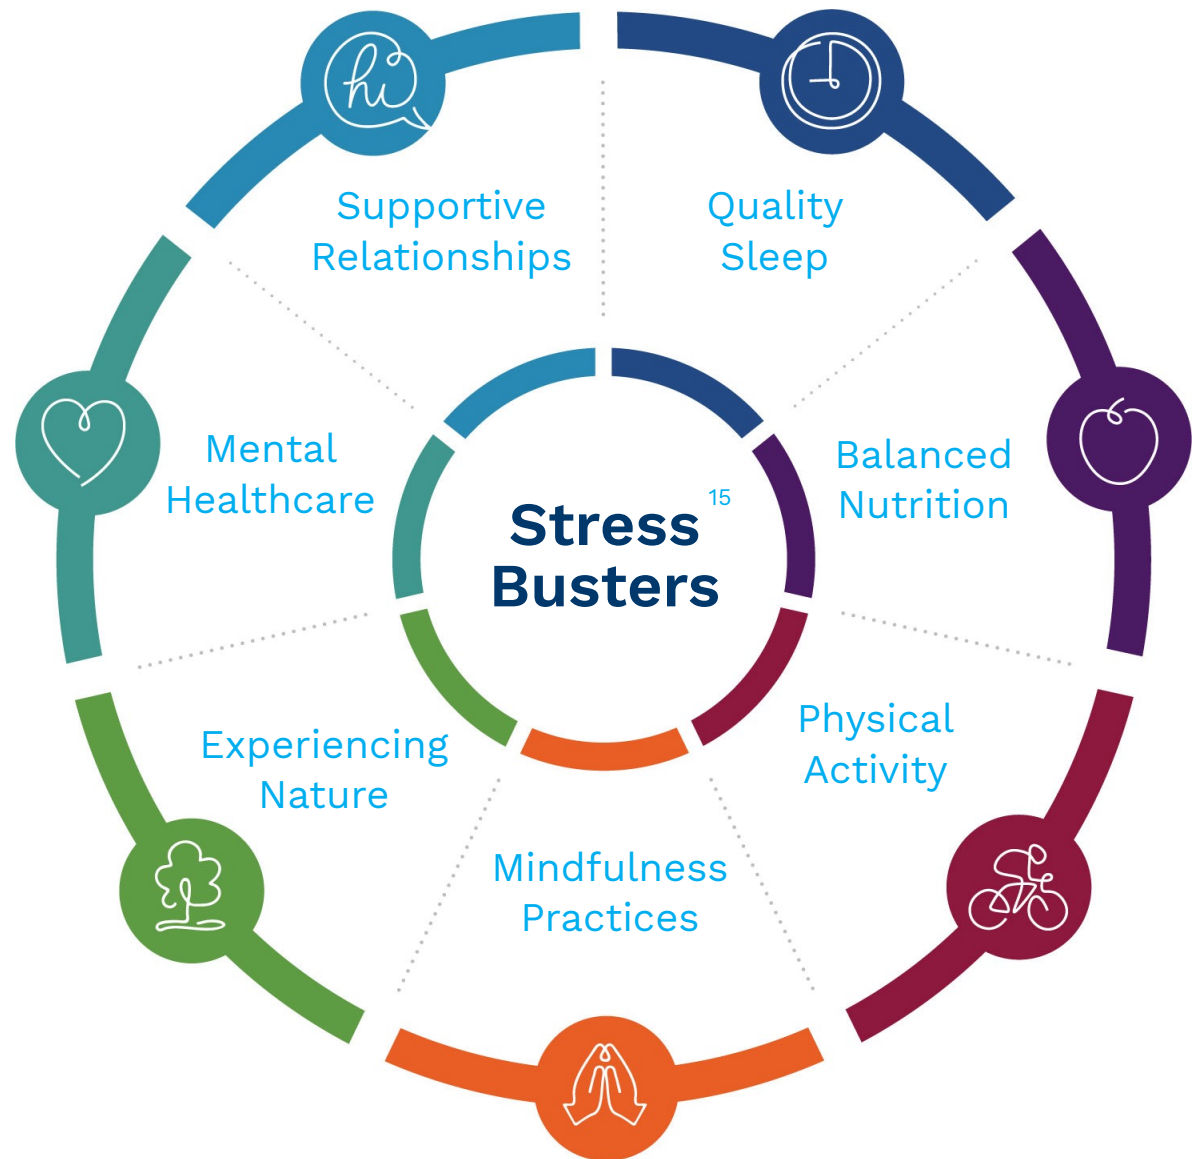 hi
Supportive
Relationships
Quality
Sleep
Mental
Healthcare
Balanced
Nutrition
Stress 15
Busters
Physical
Activity
Experiencing
Nature
Mindfulness
Practices